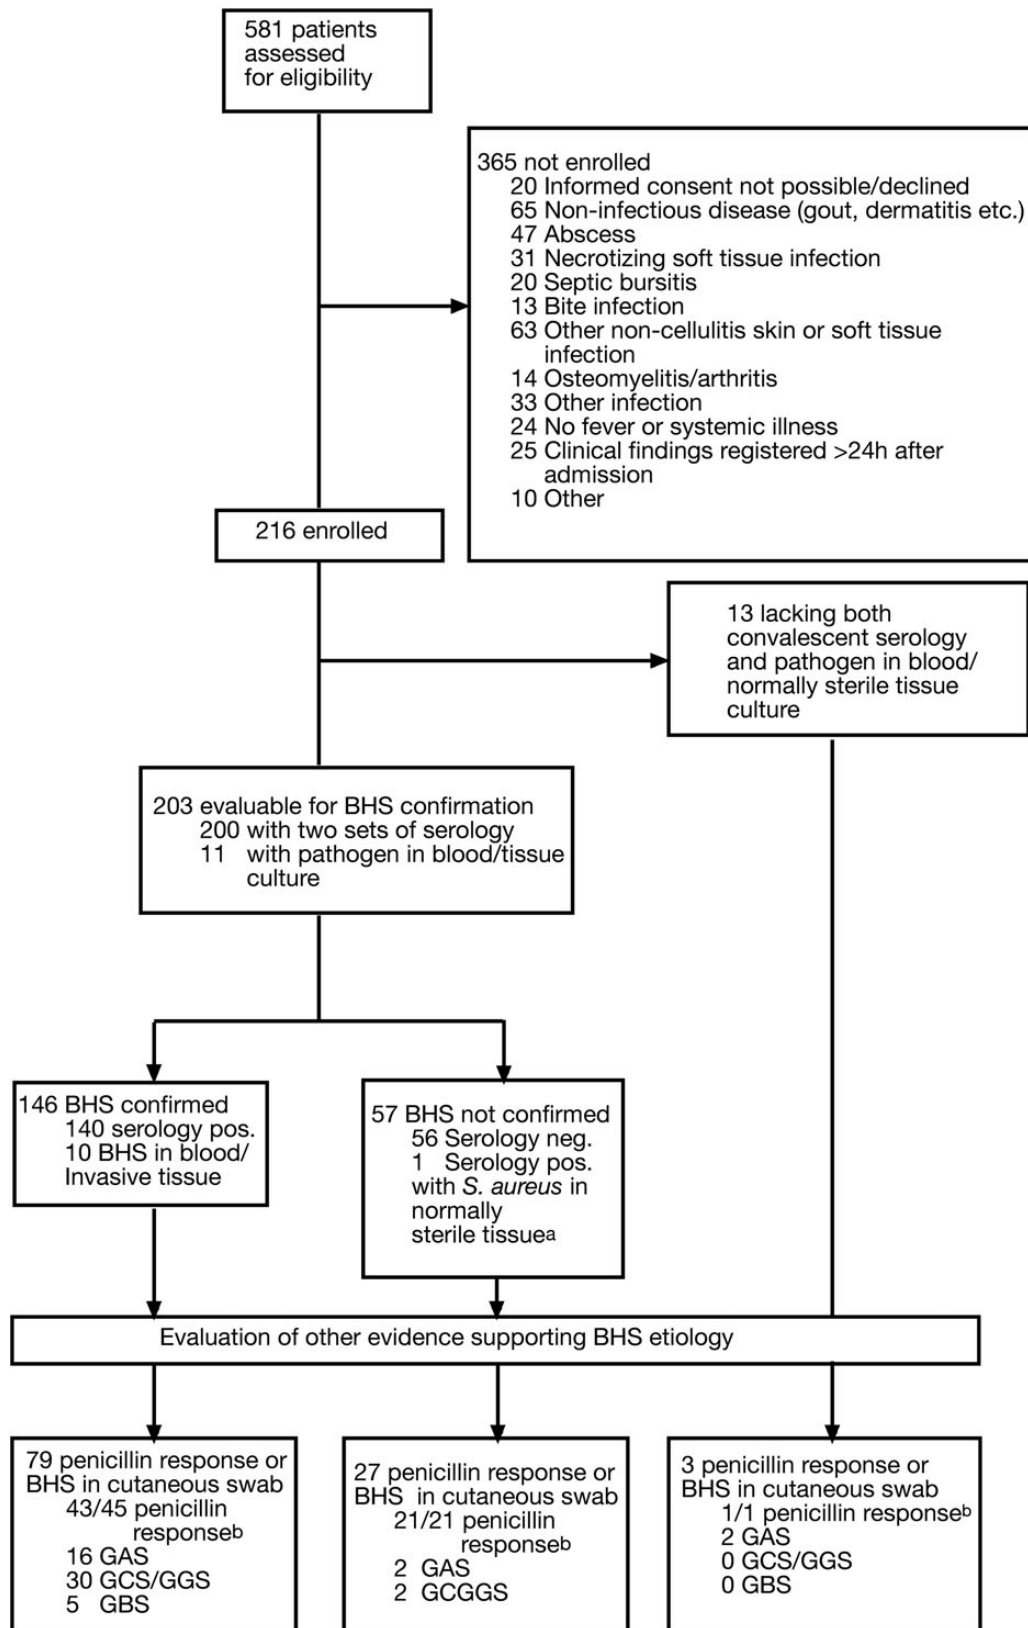 581 patients
assessed
for eligibility
365 not enrolled
20 Informed consent not possible/declined
65 Non-infectious disease (gout, dermatitis etc.)
47 Abscess
31 Necrotizing soft tissue infection
20 Septic bursitis
13 Bite infection
63 Other non-cellulitis skin or soft tissue
infection
14 Osteomyelitis/arthritis
33 Other infection
24 No fever or systemic illness
25 Clinical findings registered >24h after
admission
10 Other
216 enrolled
13 lacking both
convalescent serology
and pathogen in blood/
normally sterile tissue
culture
203 evaluable for BHS confirmation
200 with two sets of serology
11 with pathogen in blood/tissue
culture
146 BHS confirmed
140 serology pos.
10 BHS in blood/
Invasive tissue
57 BHS not confirmed
56 Serology neg.
1 Serology pos.
with S. aureus in
normally
sterile tissuea
Evaluation of other evidence supporting BHS etiology
79 penicillin response or
BHS in cutaneous swab
43/45 penicillin
responseb
16 GAS
30 GCS/GGS
5 GBS
27 penicillin response or
BHS in cutaneous swab
21/21 penicillin
responseb
2 GAS
2 GCGGS
3 penicillin response or
BHS in cutaneous swab
1/1 penicillin responseb
2 GAS
0 GCS/GGS
0 GBS